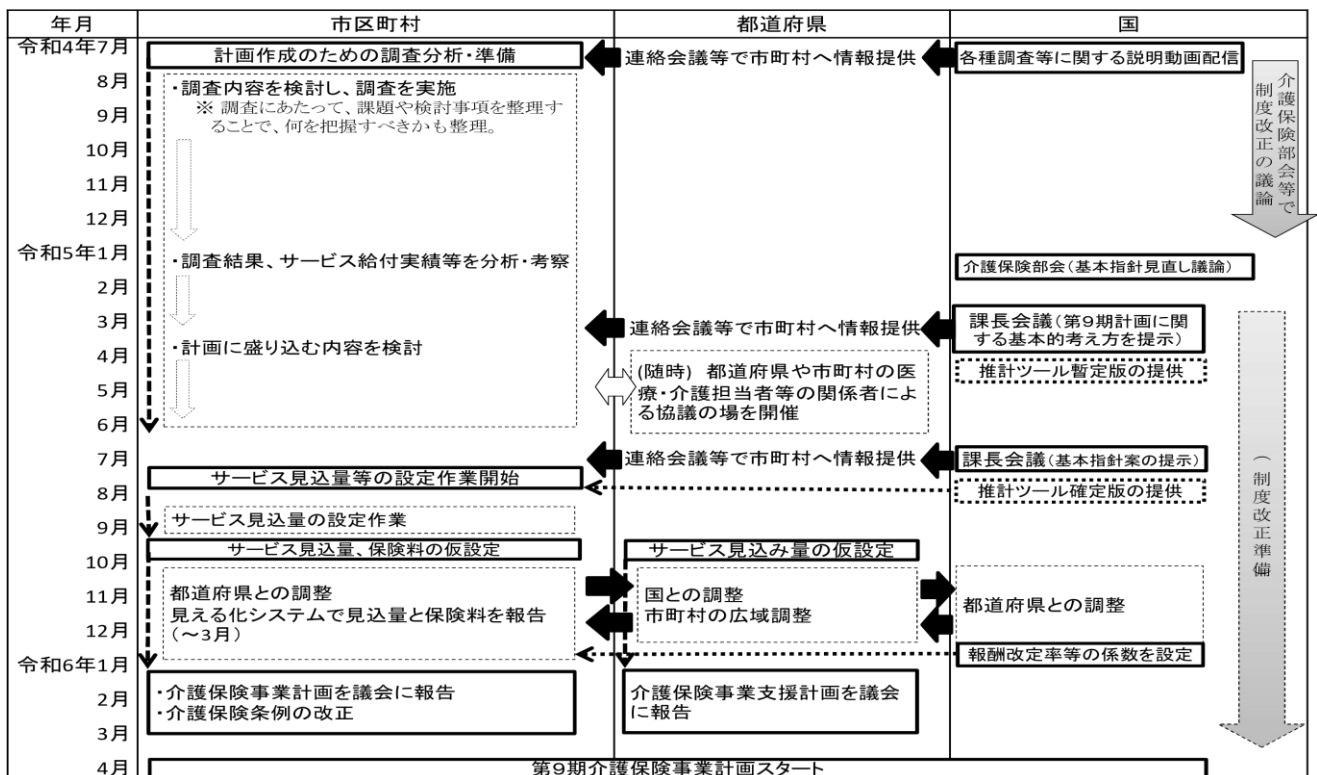 年月
市区町村
都道府県
国
令和4年7月
8月
9月
10月
11月
12月
令和5年1月
2月
3月
4月
5月
6月
7月
8月
9月
10月
11月
12月
令和6年1月
2月
3月
4月
計画作成のための調査分析・準備
・調査内容を検討し、調査を実施
※ 調査にあたって、課題や検討事項を整理す
ることで、何を把握すべきかも整理。
・調査結果、サービス給付実績等を分析・考察
・計画に盛り込む内容を検討
サービス見込量等の設定作業開始
サービス見込量の設定作業
サービス見込量、保険料の仮設定
都道府県との調整
見える化システムで見込量と保険料を報告
(～3月)
・介護保険事業計画を議会に報告
・介護保険条例の改正
連絡会議等で市町村へ情報提供
連絡会議等で市町村へ情報提供
(随時) 都道府県や市町村の医
療・介護担当者等の関係者によ
る協議の場を開催
連絡会議等で市町村へ情報提供
サービス見込み量の仮設定
国との調整
市町村の広域調整
介護保険事業支援計画を議会
に報告
各種調査等に関する説明動画配信
介護保険部会(基本指針見直し議論)
課長会議(第9期計画に関
する基本的考え方を提示)
推計ツール暫定版の提供
課長会議(基本指針案の提示)
推計ツール確定版の提供
都道府県との調整
報酬改定率等の係数を設定
介護保険部会等で
制度改正の議論
(制度改正準備
第9期介護保険事業計画スタート